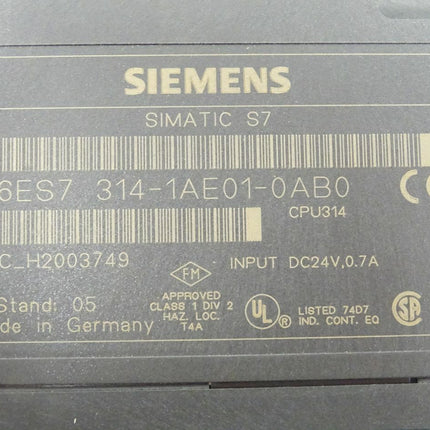 SIEMENS
SIMATIC S7
6ES7 314-1AE01-0AB0
CPU314
C_H2003749
INPUT DC24V,0.7A
FM
APPROVED
CLASS 1 DIV 2
HAZ. LOC.
T4A
Stand: 05
de in Germany
UL ®
LISTED 74D7
IND. CONT. EQ
SA
CE